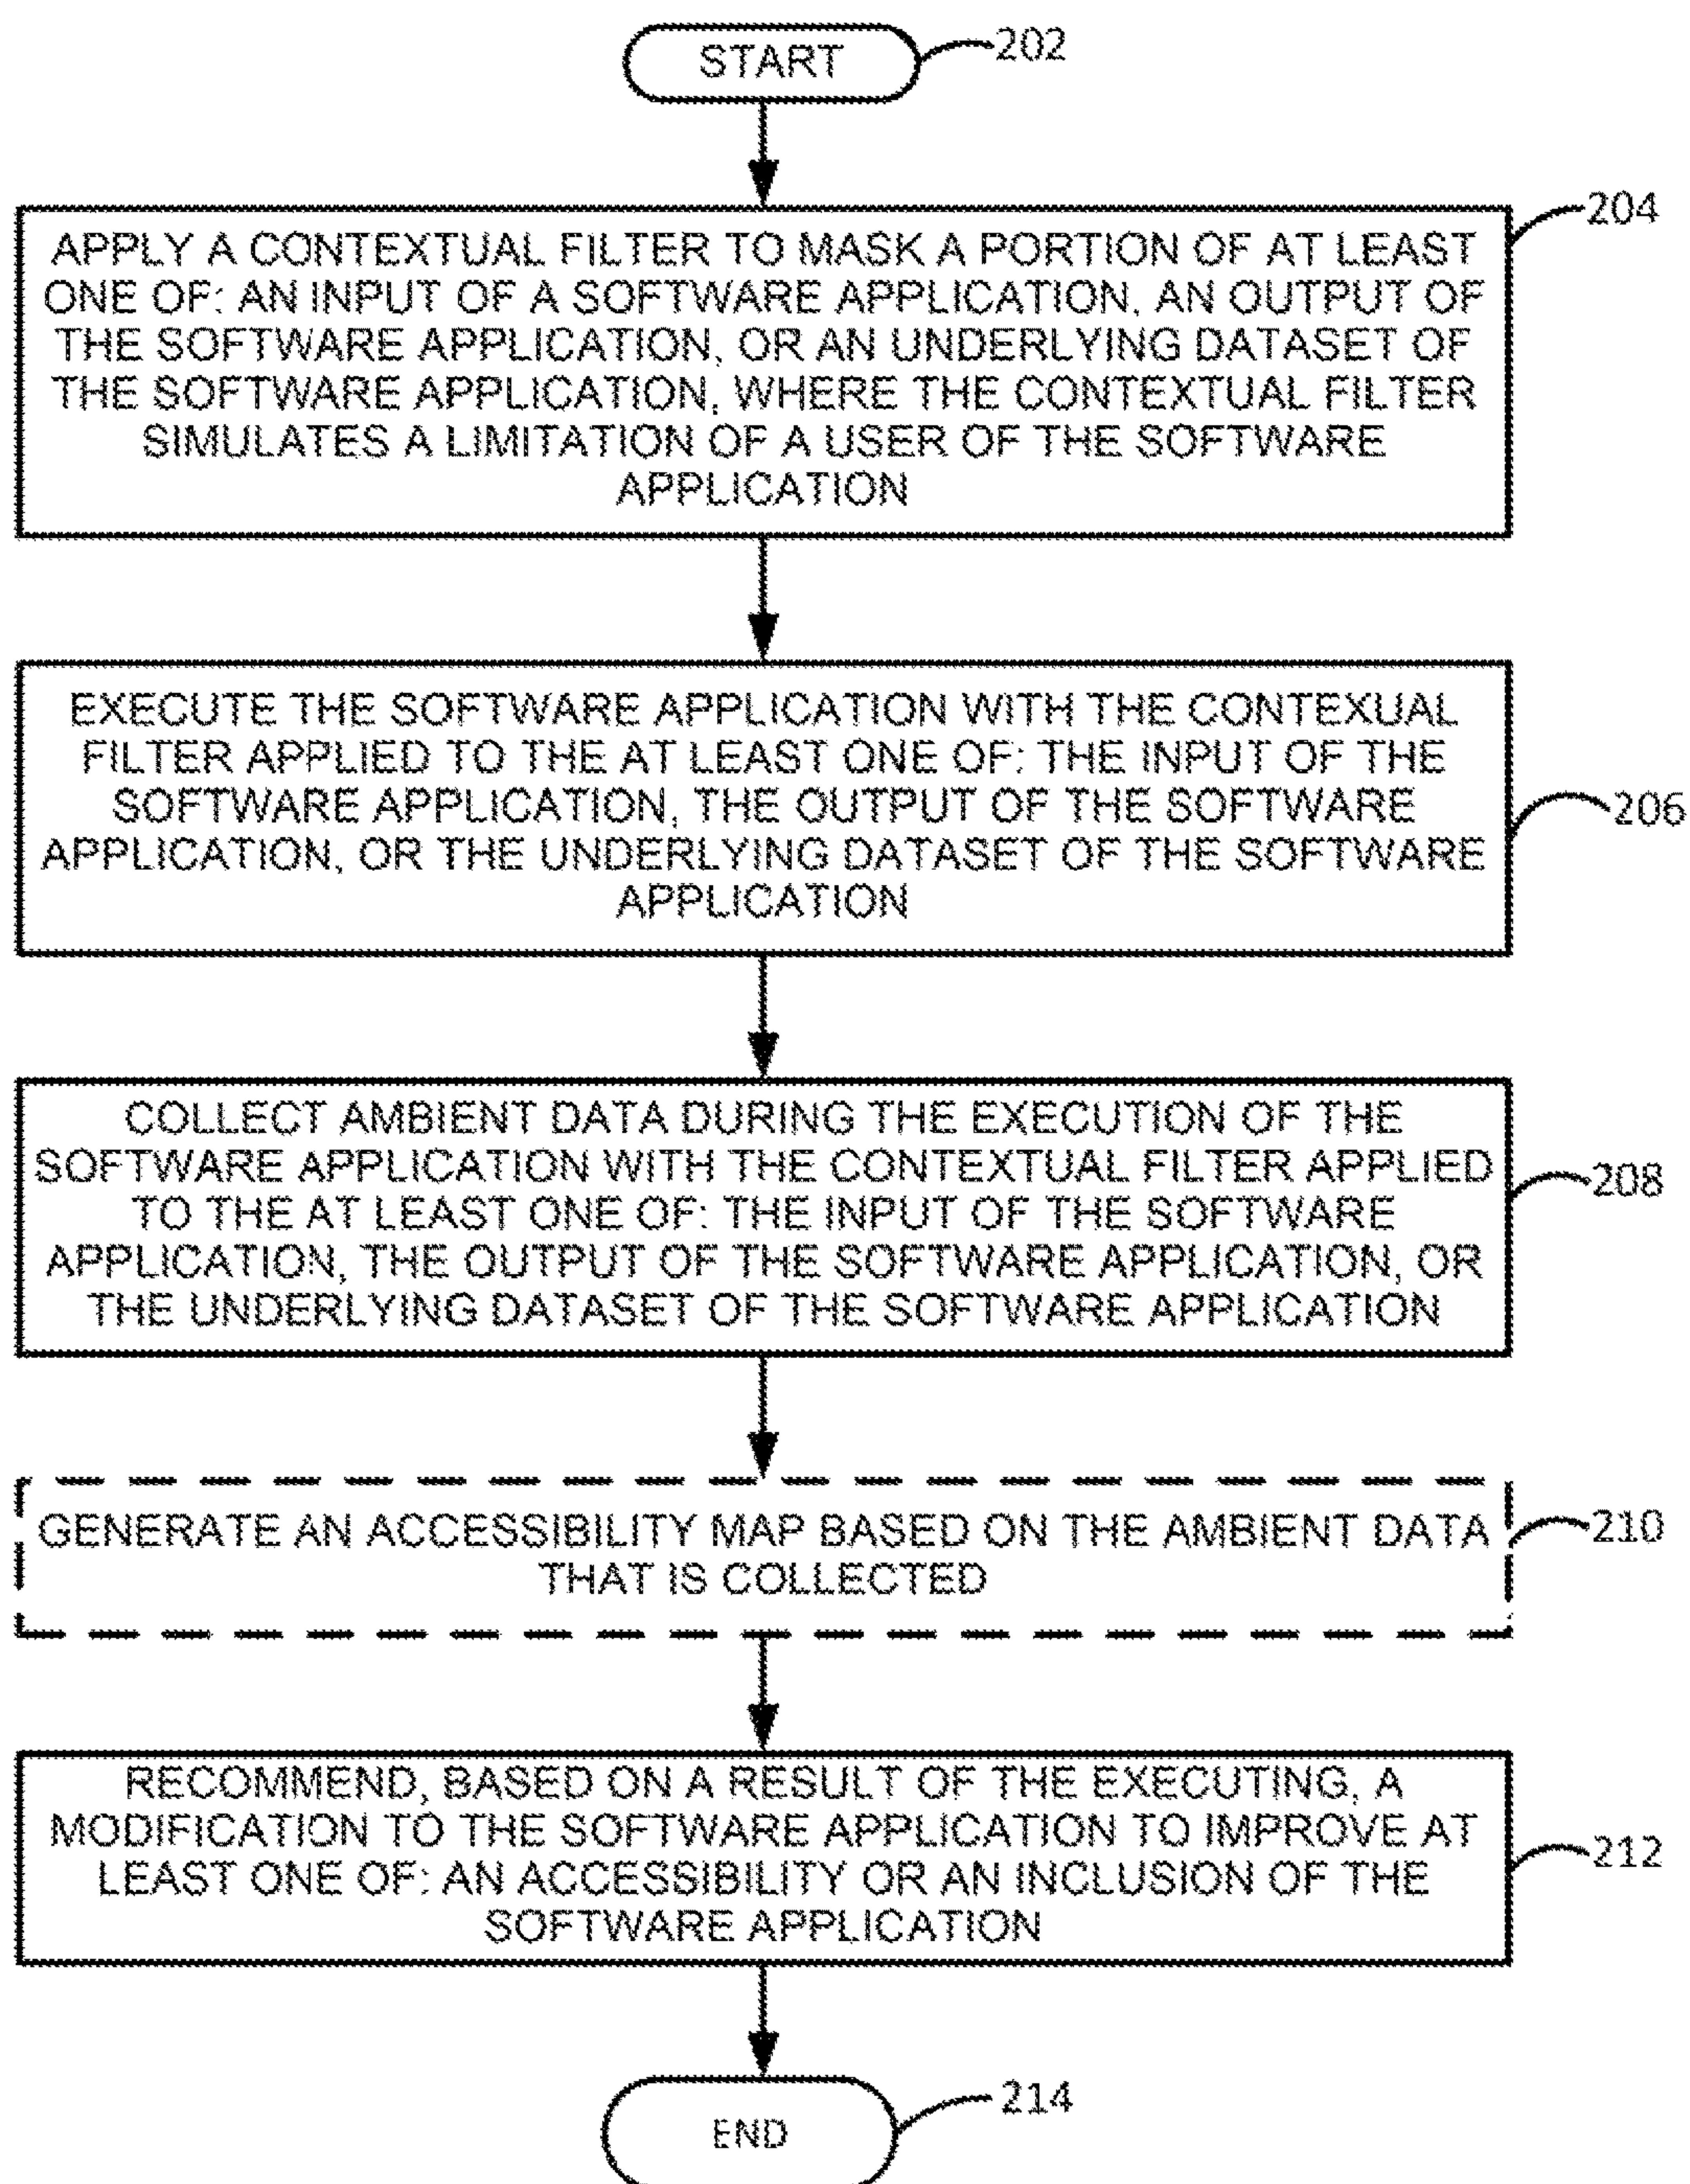 START
202
204
APPLY A CONTEXTUAL FILTER TO MASK A PORTION OF AT LEAST
ONE OF: AN INPUT OF A SOFTWARE APPLICATION, AN OUTPUT OF
THE SOFTWARE APPLICATION, OR AN UNDERLYING DATASET OF
THE SOFTWARE APPLICATION, WHERE THE CONTEXTUAL FILTER
SIMULATES A LIMITATION OF A USER OF THE SOFTWARE
APPLICATION
EXECUTE THE SOFTWARE APPLICATION WITH THE CONTEXUAL
FILTER APPLIED TO THE AT LEAST ONE OF: THE INPUT OF THE
SOFTWARE APPLICATION, THE OUTPUT OF THE SOFTWARE
206
APPLICATION, OR THE UNDERLYING DATASET OF THE SOFTWARE
APPLICATION
COLLECT AMBIENT DATA DURING THE EXECUTION OF THE
SOFTWARE APPLICATION WITH THE CONTEXTUAL FILTER APPLIED
208
TO THE AT LEAST ONE OF: THE INPUT OF THE SOFTWARE
APPLICATION, THE OUTPUT OF THE SOFTWARE APPLICATION, OR
THE UNDERLYING DATASET OF THE SOFTWARE APPLICATION
GENERATE AN ACCESSIBILITY MAP BASED ON THE AMBIENT DATA
210
THAT IS COLLECTED
RECOMMEND, BASED ON A RESULT OF THE EXECUTING, A
MODIFICATION TO THE SOFTWARE APPLICATION TO IMPROVE AT
212
LEAST ONE OF: AN ACCESSIBILITY OR AN INCLUSION OF THE
SOFTWARE APPLICATION
214
END